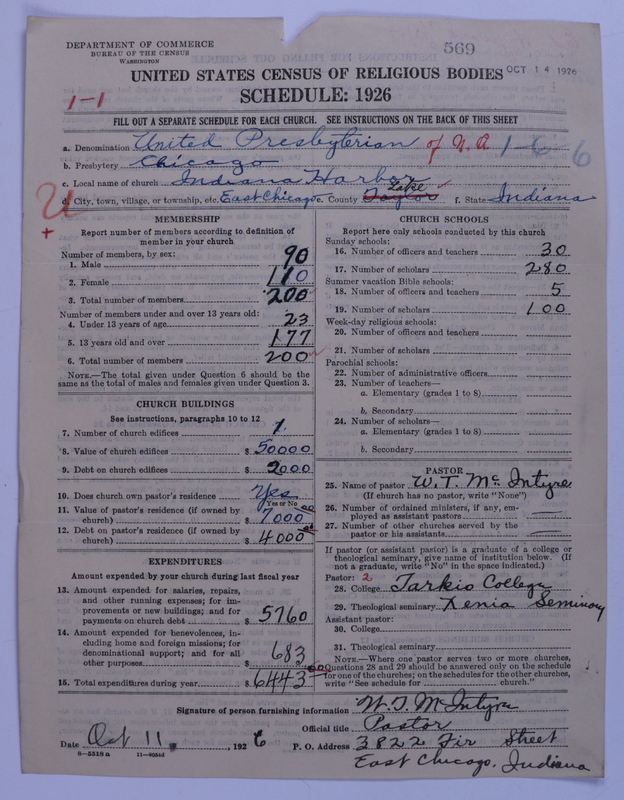 DEPARTMENT OF COMMERCE
BUREAU OF THE CENSUS
WASHINGTON
569
OCT 14 1926
UNITED STATES CENSUS OF RELIGIOUS BODIES
SCHEDULE: 1926
1-1
FILL OUT A SEPARATE SCHEDULE FOR EACH CHURCH. SEE INSTRUCTIONS ON THE BACK OF THIS SHEET
a. Denomination United Presbyterian of N.A 1-6 6
b. Presbytery Chicago
c. Local name of church Indiana Harbor
d. City, town, village, or township, etc. East Chicago. County Lake f. State Indiana
MEMBERSHIP
Report number of members according to definition of
member in your church
Number of members, by sex:
1. Male 90
2. Female 110
3. Total number of members 200
Number of members under and over 13 years old:
4. Under 13 years of age 23
5. 13 years old and over 177
6. Total number of members 200
NOTE.—The total given under Question 6 should be the
same as the total of males and females given under Question 3.
CHURCH BUILDINGS
See instructions, paragraphs 10 to 12
7. Number of church edifices 1
8. Value of church edifices $ 50000
9. Debt on church edifices $ 2000
10. Does church own pastor's residence Yes
Yes or No
11. Value of pastor's residence (if owned by
church) $ 7000
12. Debt on pastor's residence (if owned by
church) $ 4000
EXPENDITURES
Amount expended by your church during last fiscal year
13. Amount expended for salaries, repairs,
and other running expenses; for im-
provements or new buildings; and for
payments on church debt $ 5760
14. Amount expended for benevolences, in-
cluding home and foreign missions; for
denominational support; and for all
other purposes $ 683
15. Total expenditures during year $ 6443
CHURCH SCHOOLS
Report here only schools conducted by this church
Sunday schools:
16. Number of officers and teachers 30
17. Number of scholars 280
Summer vacation Bible schools:
18. Number of officers and teachers 5
19. Number of scholars 100
Week-day religious schools:
20. Number of officers and teachers
21. Number of scholars
Parochial schools:
22. Number of administrative officers
23. Number of teachers—
a. Elementary (grades 1 to 8)
b. Secondary
24. Number of scholars—
a. Elementary (grades 1 to 8)
b. Secondary
PASTOR
25. Name of pastor W. T. McIntyre
(If church has no pastor, write "None")
26. Number of ordained ministers, if any, em-
ployed as assistant pastors
27. Number of other churches served by the
pastor or his assistants
If pastor (or assistant pastor) is a graduate of a college or
theological seminary, give name of institution below. (If
not a graduate, write "No" in the space indicated.)
Pastor: 2
28. College Tarkio College
29. Theological seminary Xenia Seminary
Assistant pastor:
30. College
31. Theological seminary
NOTE.—Where one pastor serves two or more churches,
Questions 28 and 29 should be answered only on the schedule
for one of the churches; on the schedules for the other churches,
write "See schedule for church."
Signature of person furnishing information W. T. McIntyre
Official title Pastor
Date Oct 11, 1926 P. O. Address 3822 Fir Street
8—5518a 11—9034d East Chicago, Indiana